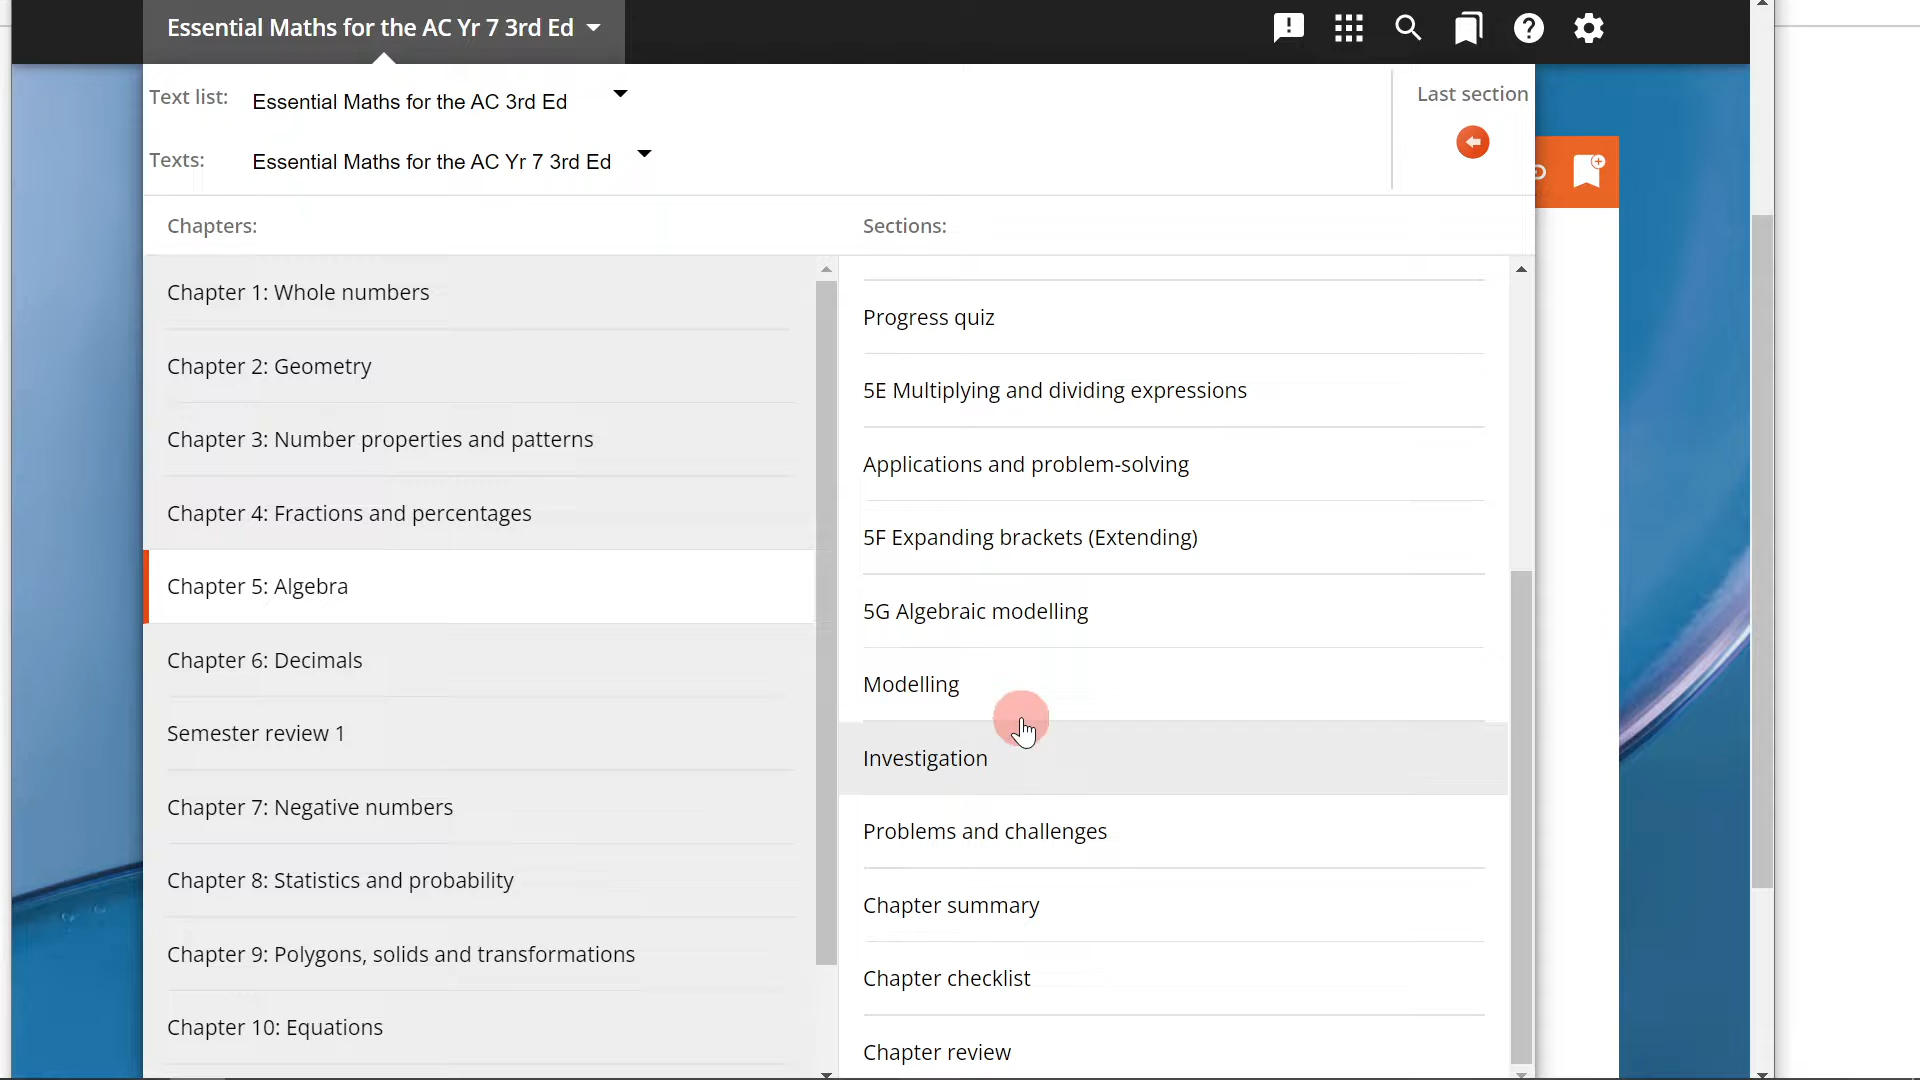 Essential Maths for the AC Yr 7 3rd Ed
Text list: Essential Maths for the AC 3rd Ed
Last section
Texts: Essential Maths for the AC Yr 7 3rd Ed
Chapters:
Chapter 1: Whole numbers
Chapter 2: Geometry
Chapter 3: Number properties and patterns
Chapter 4: Fractions and percentages
Chapter 5: Algebra
Chapter 6: Decimals
Semester review 1
Chapter 7: Negative numbers
Chapter 8: Statistics and probability
Chapter 9: Polygons, solids and transformations
Chapter 10: Equations
Sections:
Progress quiz
5E Multiplying and dividing expressions
Applications and problem-solving
5F Expanding brackets (Extending)
5G Algebraic modelling
Modelling
Investigation
Problems and challenges
Chapter summary
Chapter checklist
Chapter review